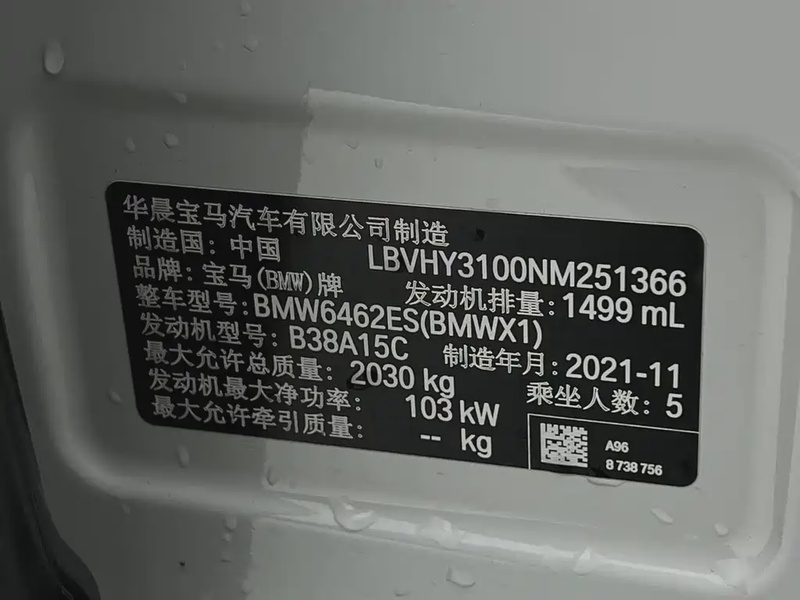 华晨宝马汽车有限公司制造
制造国: 中国 LBVHY3100NM251366
品牌: 宝马(BMW)牌 发动机排量: 1499 mL
整车型号: BMW6462ES(BMWX1)
发动机型号: B38A15C 制造年月: 2021-11
最大允许总质量: 2030 kg 乘坐人数: 5
发动机最大净功率: 103 kW
最大允许牵引质量: -- kg
A96
8 738 756